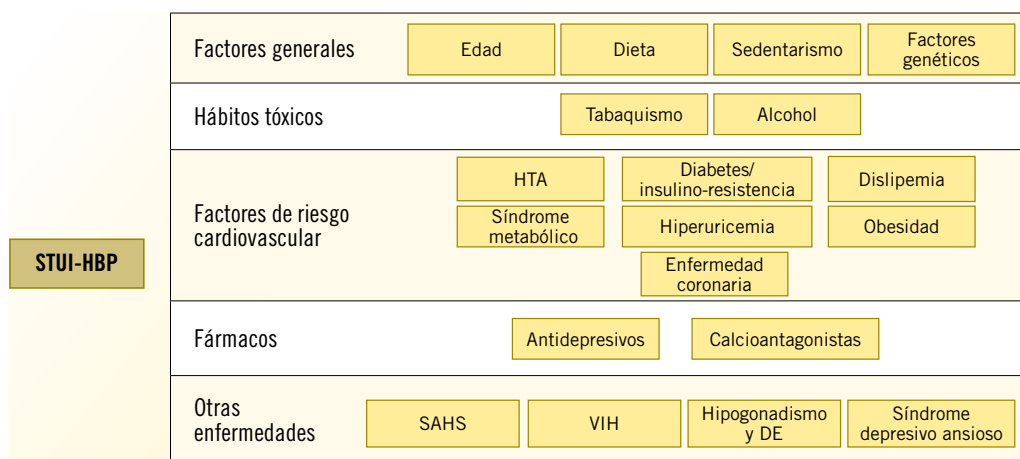 Factores generales
Edad
Dieta
Sedentarismo
Factores
genéticos
Hábitos tóxicos
Tabaquismo
Alcohol
STUI-HBP
Factores de riesgo
cardiovascular
HTA
Diabetes/
insulino-resistencia
Dislipemia
Síndrome
metabólico
Hiperuricemia
Obesidad
Enfermedad
coronaria
Fármacos
Antidepresivos
Calcioantagonistas
Otras
enfermedades
SAHS
VIH
Hipogonadismo
y DE
Síndrome
depresivo ansioso